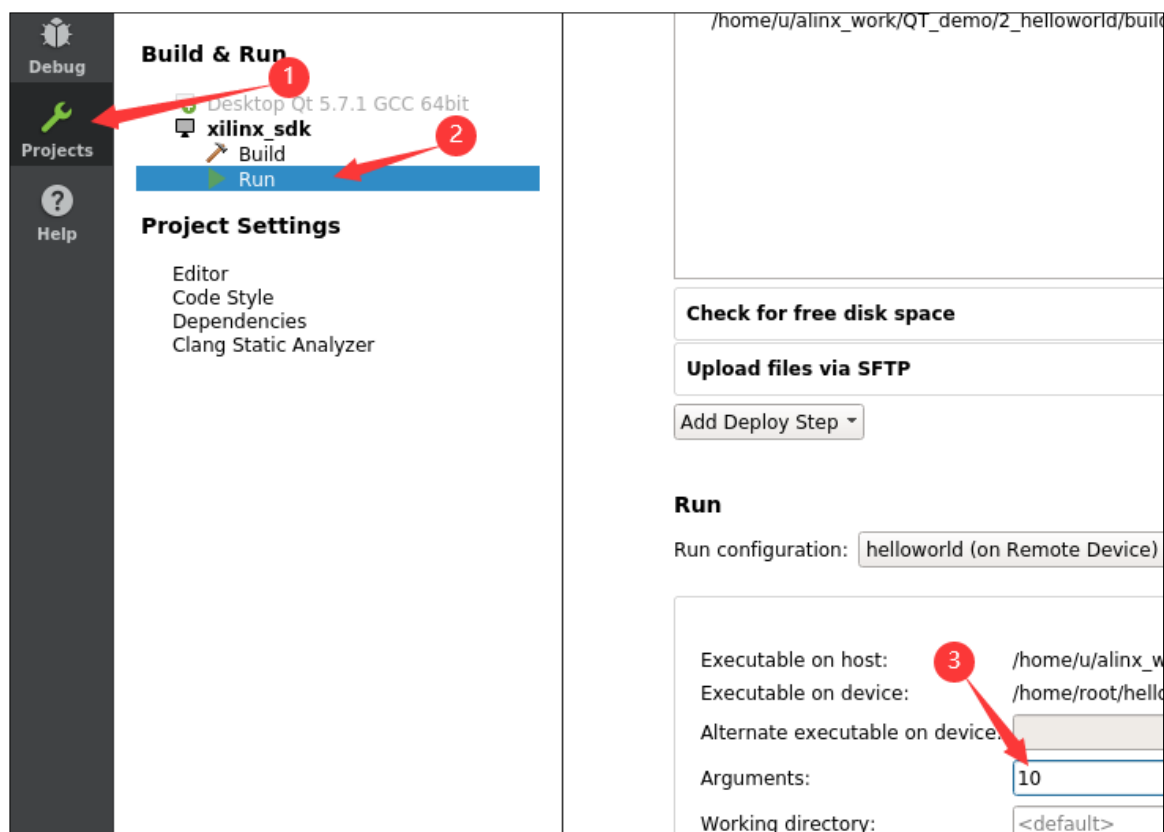 Debug
Projects
Help
Build & Run
1
Desktop Qt 5.7.1 GCC 64bit
xilinx_sdk
2
Build
Run
Project Settings
Editor
Code Style
Dependencies
Clang Static Analyzer
/home/u/alinx_work/QT_demo/2_helloworld/build
Check for free disk space
Upload files via SFTP
Add Deploy Step
Run
Run configuration: helloworld (on Remote Device)
Executable on host: 3 /home/u/alinx_w
Executable on device: /home/root/hello
Alternate executable on device:
Arguments: 10
Working directory: <default>